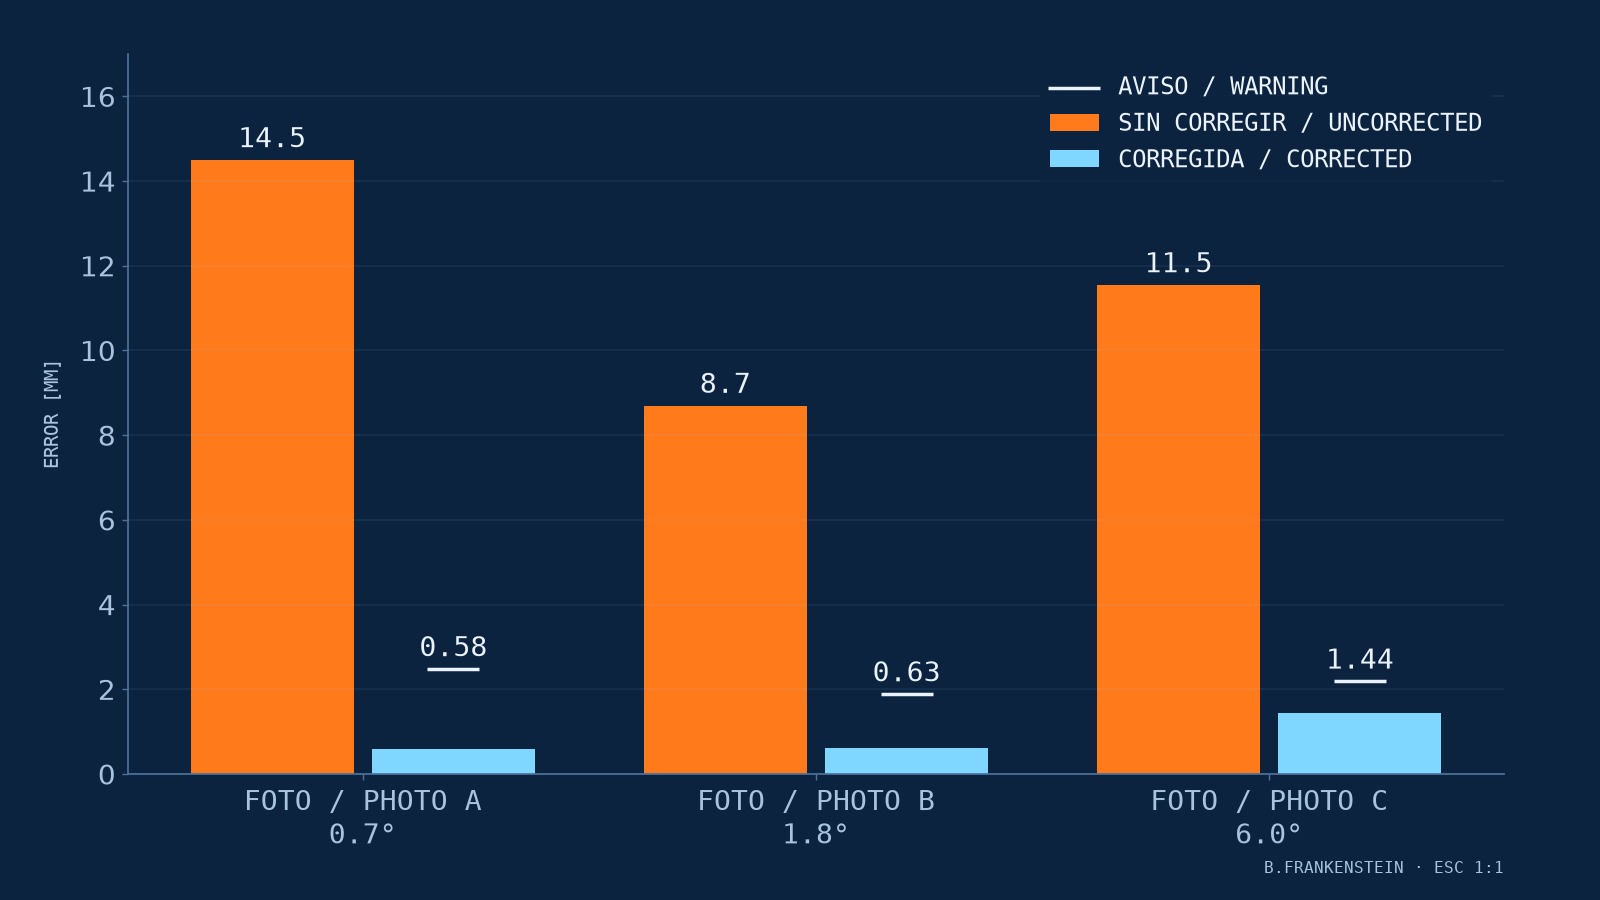 AVISO / WARNING
SIN CORREGIR / UNCORRECTED
CORREGIDA / CORRECTED
16
14
12
10
8
6
4
2
0
ERROR [MM]
14.5
0.58
8.7
0.63
11.5
1.44
FOTO / PHOTO A
0.7°
FOTO / PHOTO B
1.8°
FOTO / PHOTO C
6.0°
B.FRANKENSTEIN · ESC 1:1